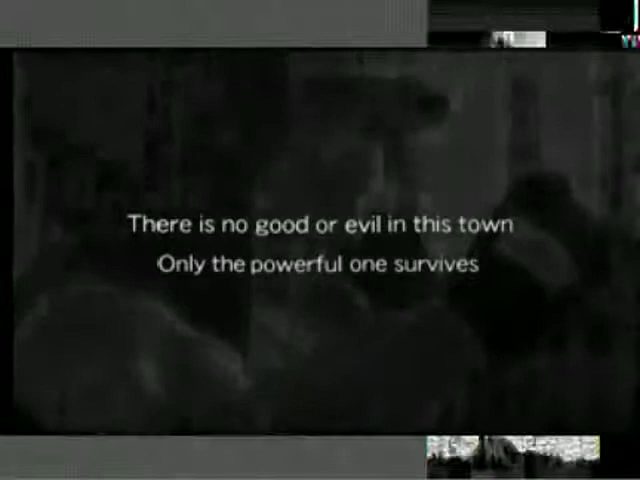 There is no good or evil in this town
Only the powerful one survives